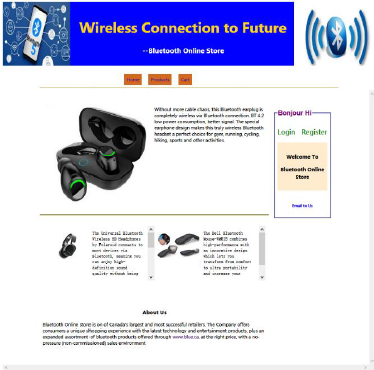 Wireless Connection to Future
--Bluetooth Online Store
Home Products Cart
Without more cable chaos, this Bluetooth earplug is
completely wireless via Bluetooth connection. BT 4.2
low power consumption, better signal. The special
earphone design makes this truly wireless Bluetooth
headset a perfect choice for gym, running, cycling,
hiking, sports and other activities.
Bonjour Hi
Login Register
Welcome To
Bluetooth Online
Store
Email to Us
The Universal Bluetooth
Wireless HD Headphones
by Polaroid connects to
most devices via
Bluetooth, meaning you
can enjoy high-
definition sound
quality without being
The Dell Bluetooth
Mouse-WM615 combines
high-performance with
an innovative design
which lets you
transform from comfort
to ultra portability
and increase your
About Us
Bluetooth Online store is on of Canada's largest and most successful retailers. The Company offers
consumers a unique shopping experience with the latest technology and entertainment products, plus an
expanded assortment of bluetooth products offered through www.blue.ca, at the right price, with a no-
pressure (non-commissioned) sales environment.